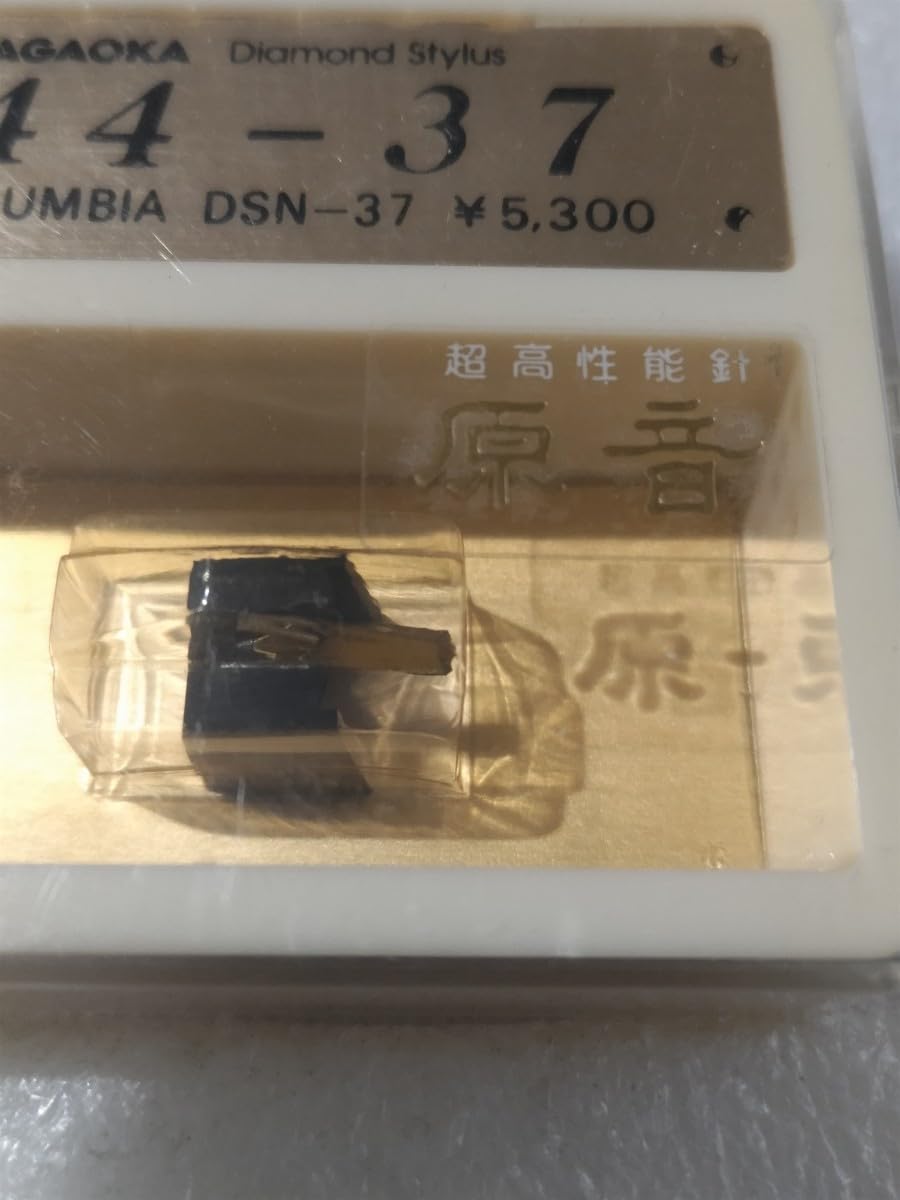 AGAOKA Diamond Stylus
44-37
UMBIA DSN-37 ¥5,300
超高性能針
原音
原